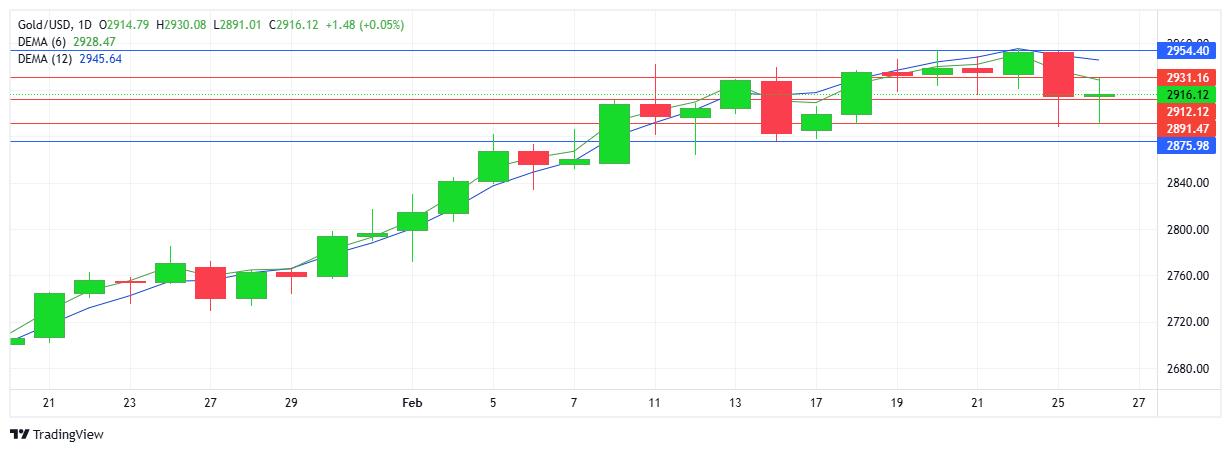 Gold/USD, 1D O2914.79 H2930.08 L2891.01 C2916.12 +1.48 (+0.05%)
DEMA (6) 2928.47
DEMA (12) 2945.64
2954.40
2931.16
2916.12
2912.12
2891.47
2875.98
2840.00
2800.00
2760.00
2720.00
2680.00
21 23 27 29 Feb 5 7 11 13 17 19 21 25 27
TradingView